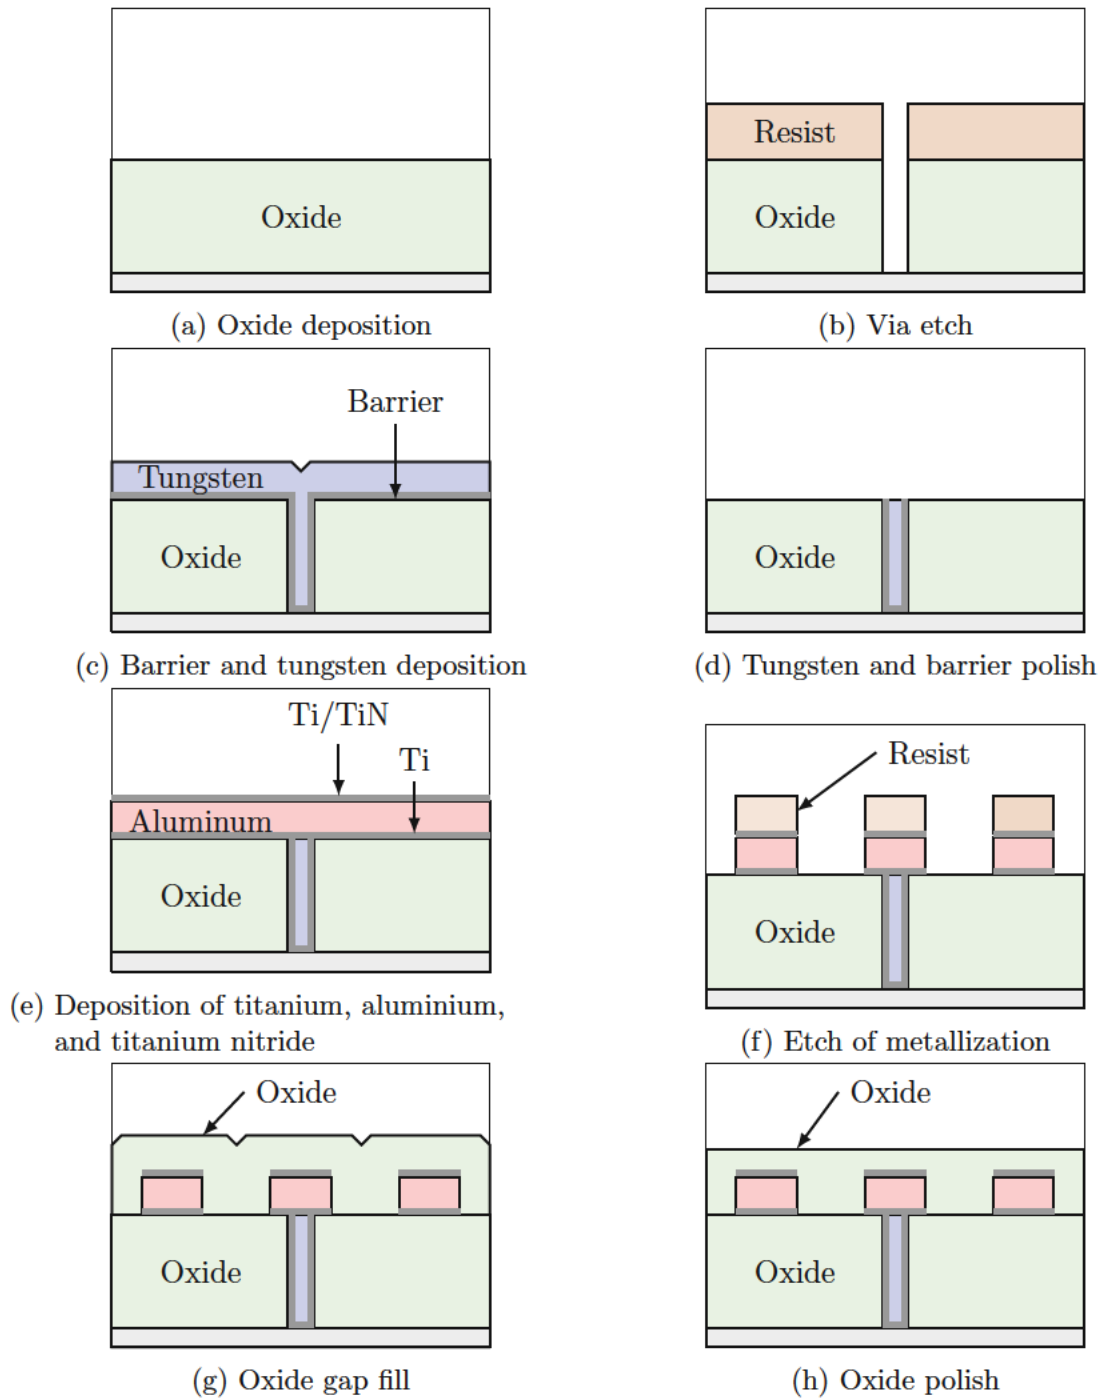 Oxide
(a) Oxide deposition
Resist
Oxide
(b) Via etch
Barrier
Tungsten
Oxide
(c) Barrier and tungsten deposition
Oxide
(d) Tungsten and barrier polish
Ti/TiN
Ti
Aluminum
Oxide
(e) Deposition of titanium, aluminium,
and titanium nitride
Resist
Oxide
(f) Etch of metallization
Oxide
Oxide
(g) Oxide gap fill
Oxide
Oxide
(h) Oxide polish